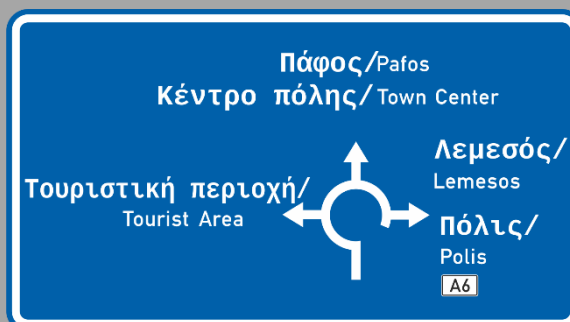 Πάφος/Pafos
Κέντρο πόλης/Town Center
Λεμεσός/
Lemesos
Τουριστική περιοχή/
Tourist Area
Πόλις/
Polis
A6